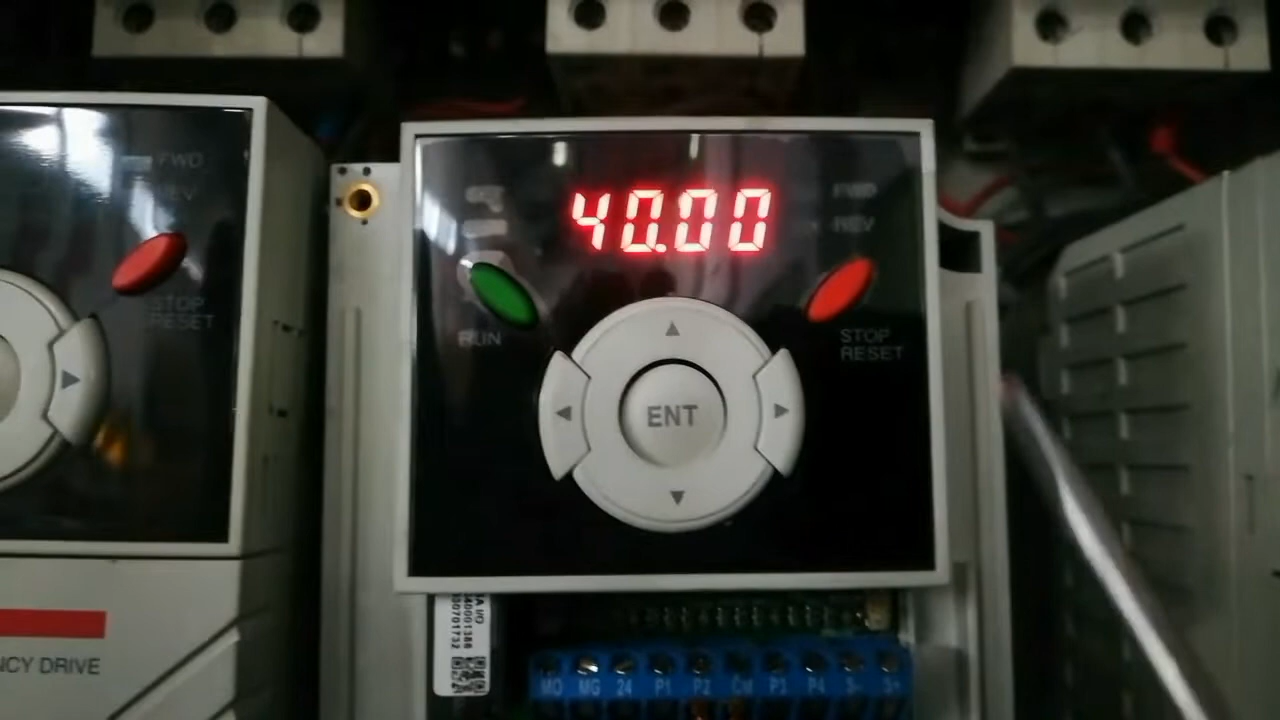 FWD
STOP
RESET
NCY DRIVE
40.00
FWD
REV
RUN
STOP
RESET
ENT
MO MG 24 P1 P2 CM P3 P4 S- S+